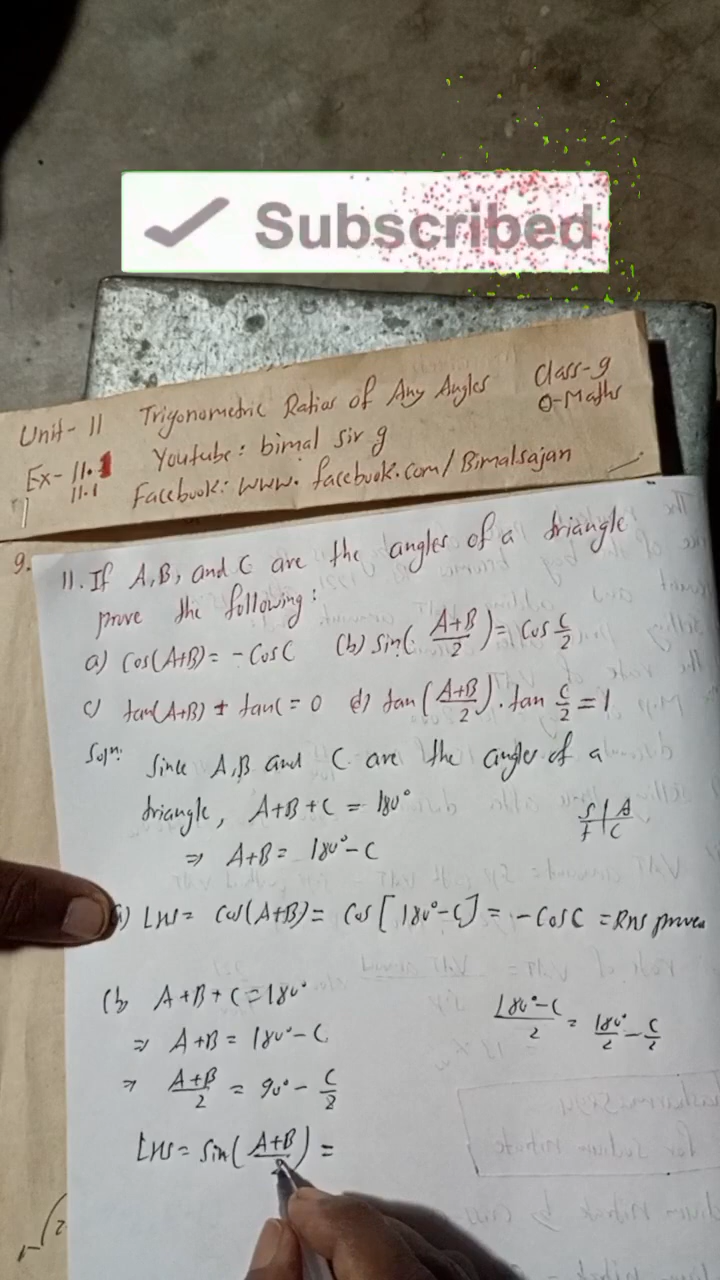 Subscribed
Unit-11 Trigonometric Ratios of Any Angles Class-9
Ex-11.1 Youtube: bimal sir g O-Maths
11.1 Facebook: www.facebook.com/Bimalsajan
9.
11. If A, B, and C are the angles of a triangle
prove the following:
a) Cos(A+B) = -CosC (b) Sin(A+B/2) = Cos C/2
c) tan(A+B) + tanC = 0 d) tan(A+B/2). tan C/2 = 1
Soln: Since A, B and C are the angles of a
triangle, A+B+C = 180°
S A
T C
⇒ A+B = 180°-C
a) LHS = Cos(A+B) = Cos[180°-C] = -CosC = RHS proved
(b) A+B+C = 180°
⇒ A+B = 180°-C
180°-C/2 = 180°/2 - C/2
⇒ A+B/2 = 90° - C/2
LHS = Sin(A+B/2) =